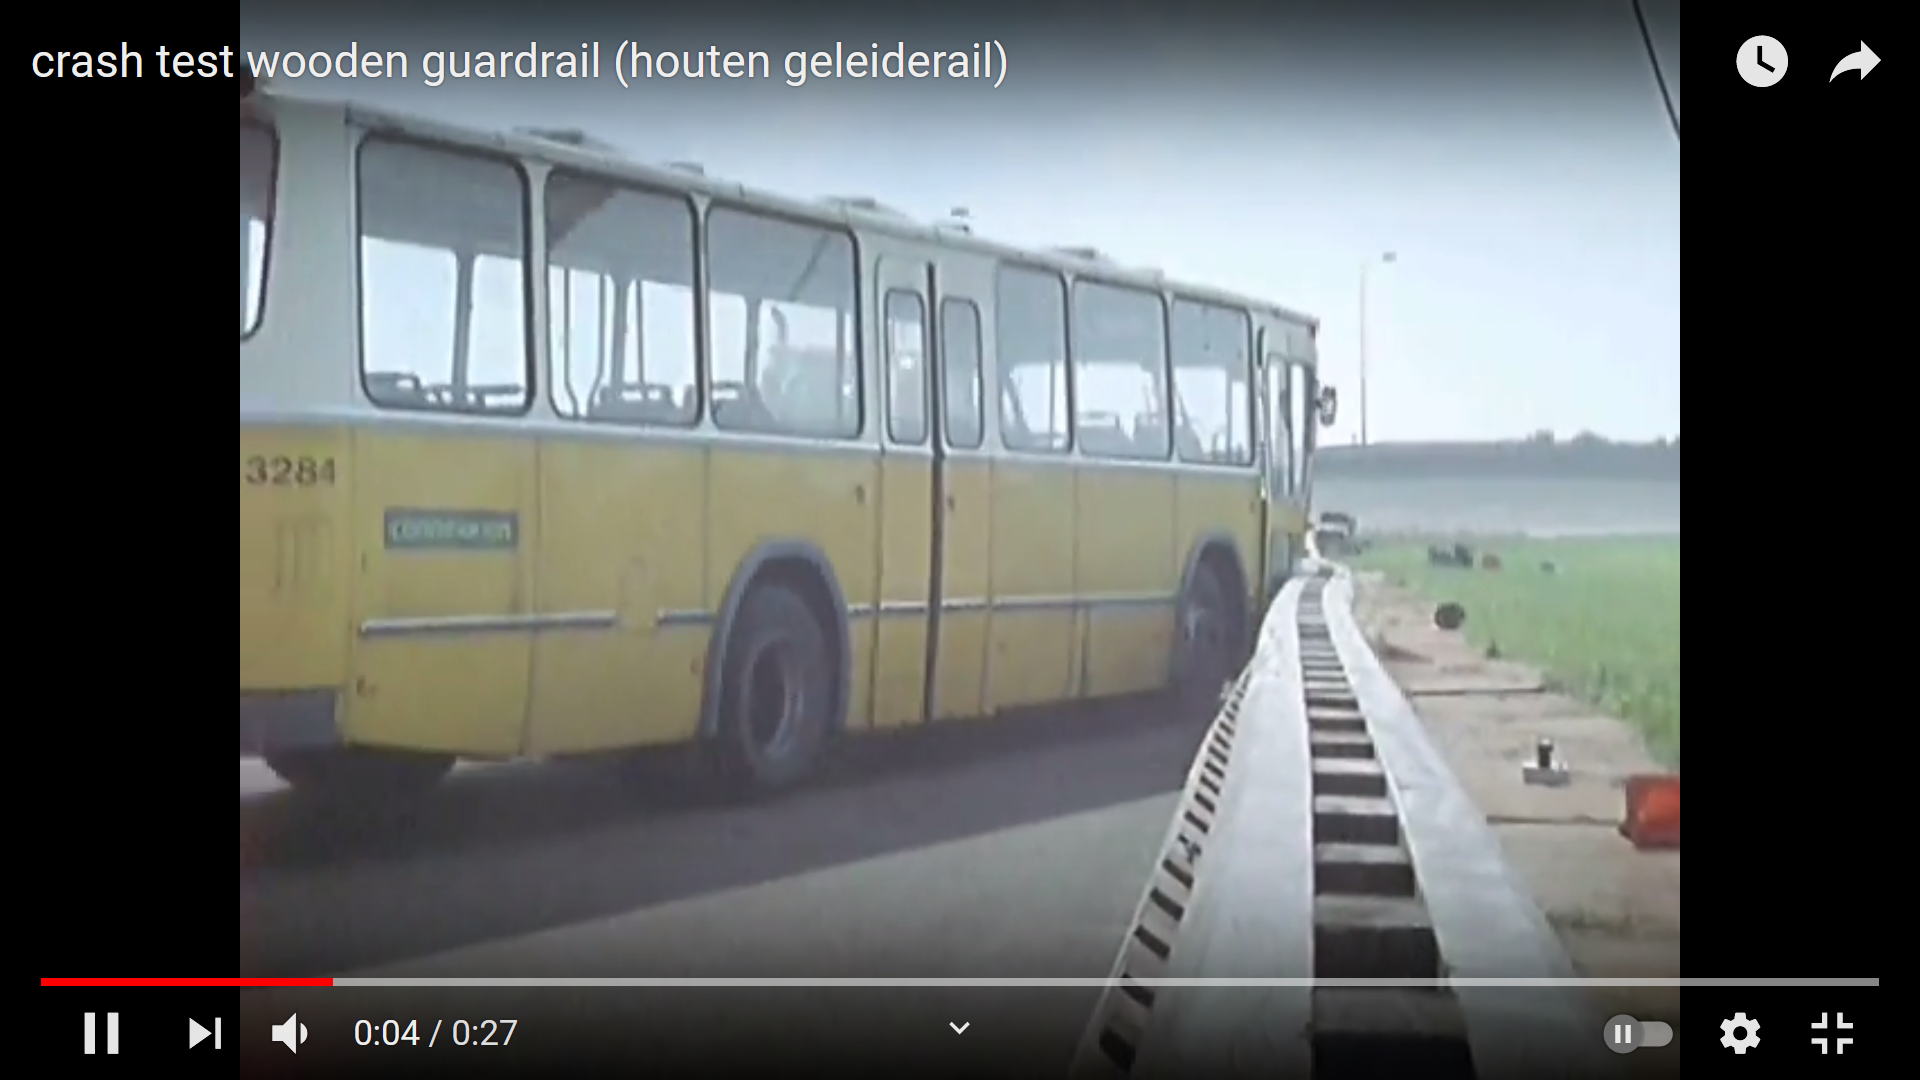 crash test wooden guardrail (houten geleiderail)
3284
0:04 / 0:27